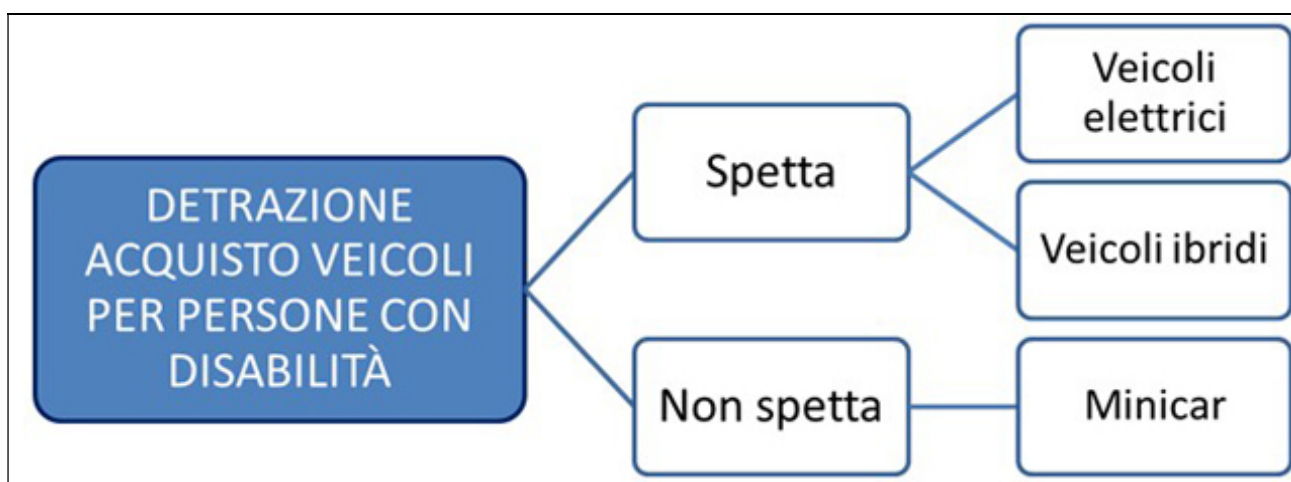 DETRAZIONE
ACQUISTO VEICOLI
PER PERSONE CON
DISABILITÀ
Spetta
Veicoli
elettrici
Veicoli ibridi
Non spetta
Minicar